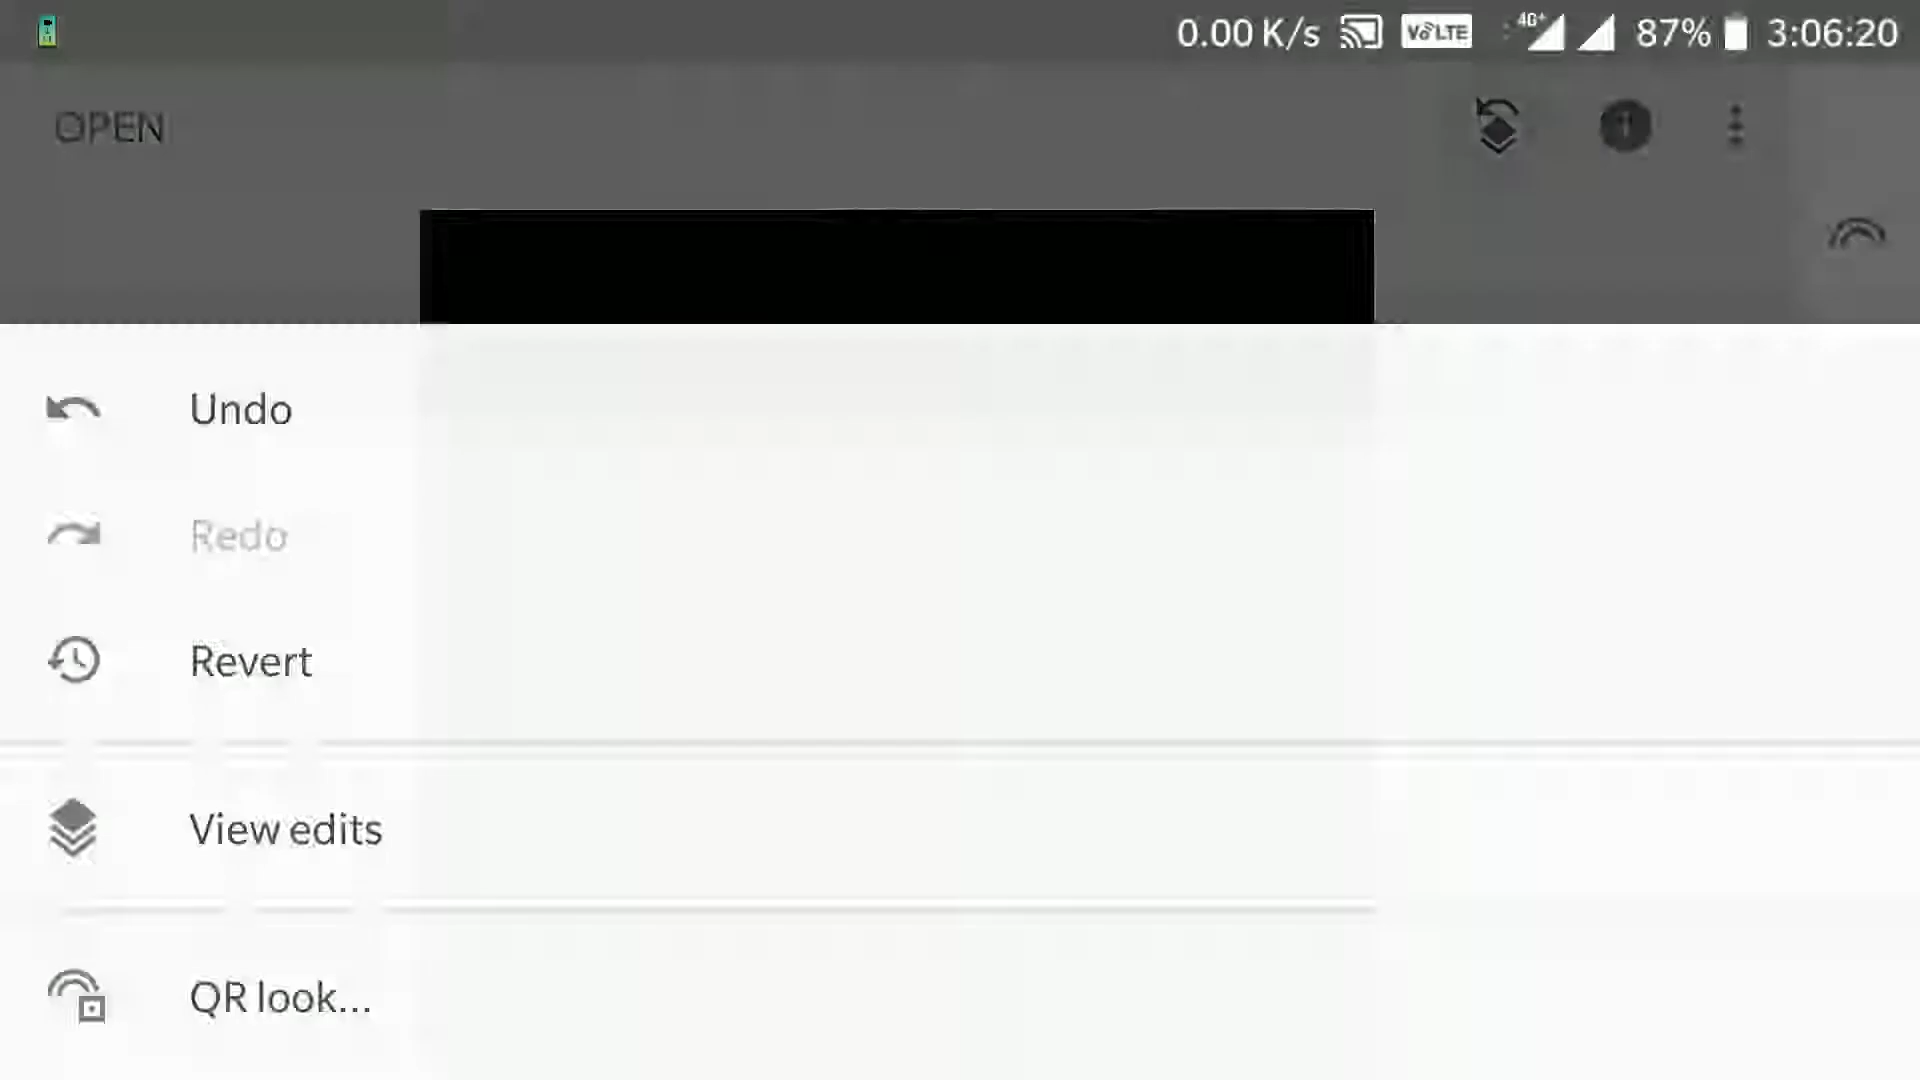 0.00 K/s VoLTE 4G+ 87% 3:06:20
OPEN
Undo
Redo
Revert
View edits
QR look...